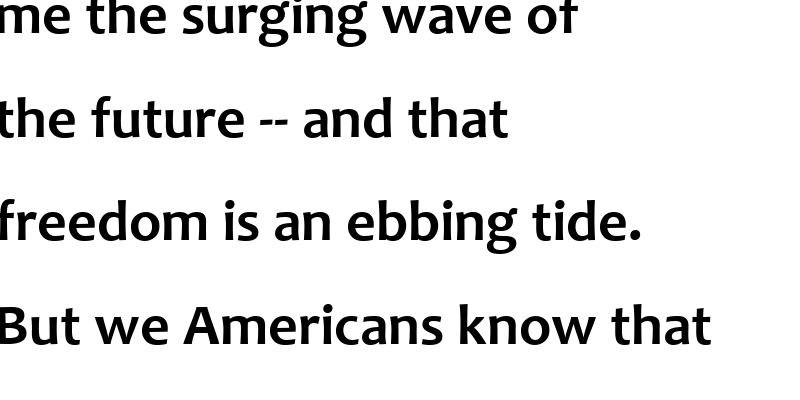 me the surging wave of
the future -- and that
freedom is an ebbing tide.
But we Americans know that